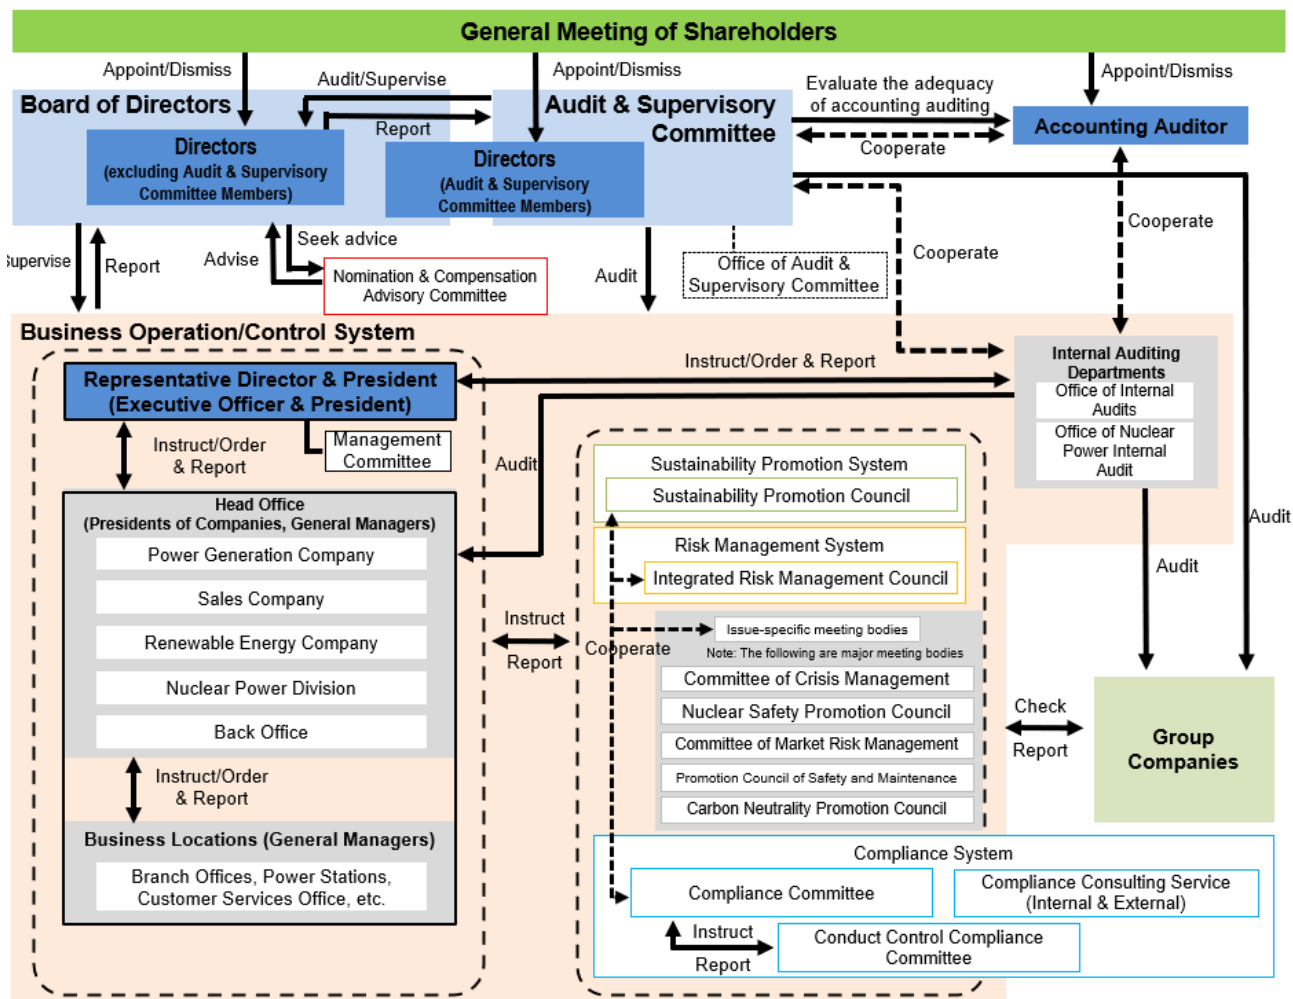 General Meeting of Shareholders
Appoint/Dismiss
Audit/Supervise
Appoint/Dismiss
Evaluate the adequacy
of accounting auditing
Appoint/Dismiss
Board of Directors
Report
Audit & Supervisory
Committee
Cooperate
Accounting Auditor
Directors
(excluding Audit & Supervisory
Committee Members)
Directors
(Audit & Supervisory
Committee Members)
Supervise
Report
Advise
Seek advice
Nomination & Compensation
Advisory Committee
Audit
Office of Audit &
Supervisory Committee
Cooperate
Cooperate
Business Operation/Control System
Representative Director & President
(Executive Officer & President)
Instruct/Order & Report
Internal Auditing
Departments
Office of Internal
Audits
Office of Nuclear
Power Internal
Audit
Instruct/Order
& Report
Management
Committee
Audit
Sustainability Promotion System
Sustainability Promotion Council
Audit
Head Office
(Presidents of Companies, General Managers)
Power Generation Company
Sales Company
Renewable Energy Company
Nuclear Power Division
Back Office
Risk Management System
Integrated Risk Management Council
Audit
Instruct
Report
Cooperate
Issue-specific meeting bodies
Note: The following are major meeting bodies
Committee of Crisis Management
Nuclear Safety Promotion Council
Committee of Market Risk Management
Promotion Council of Safety and Maintenance
Carbon Neutrality Promotion Council
Check
Report
Group
Companies
Instruct/Order
& Report
Business Locations (General Managers)
Branch Offices, Power Stations,
Customer Services Office, etc.
Compliance System
Compliance Committee
Compliance Consulting Service
(Internal & External)
Instruct
Report
Conduct Control Compliance
Committee